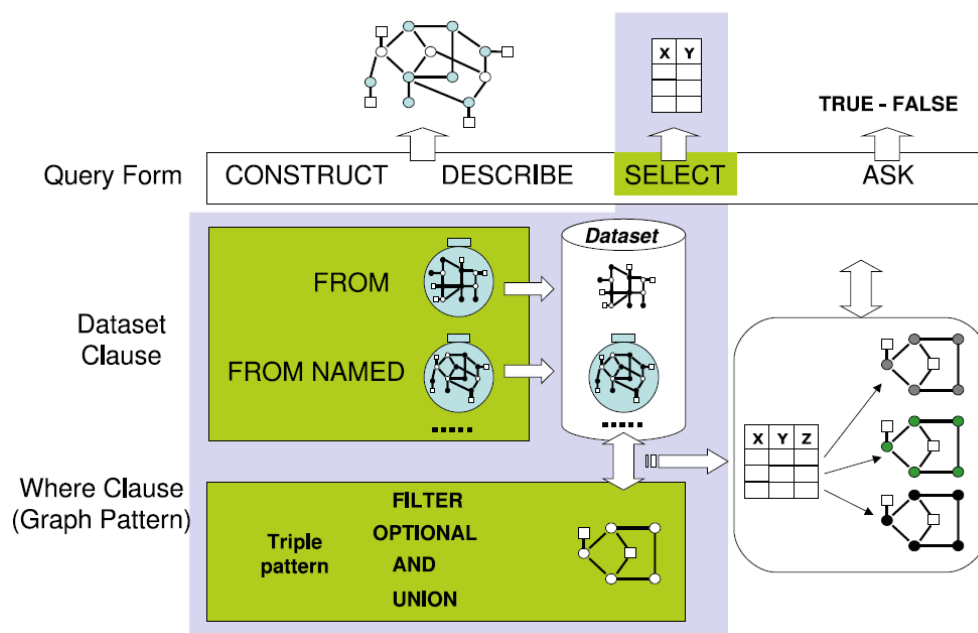 X Y
TRUE - FALSE
Query Form
CONSTRUCT
DESCRIBE
SELECT
ASK
Dataset
Clause
FROM
FROM NAMED
.....
Dataset
.....
Where Clause
(Graph Pattern)
Triple
pattern
FILTER
OPTIONAL
AND
UNION
X Y Z